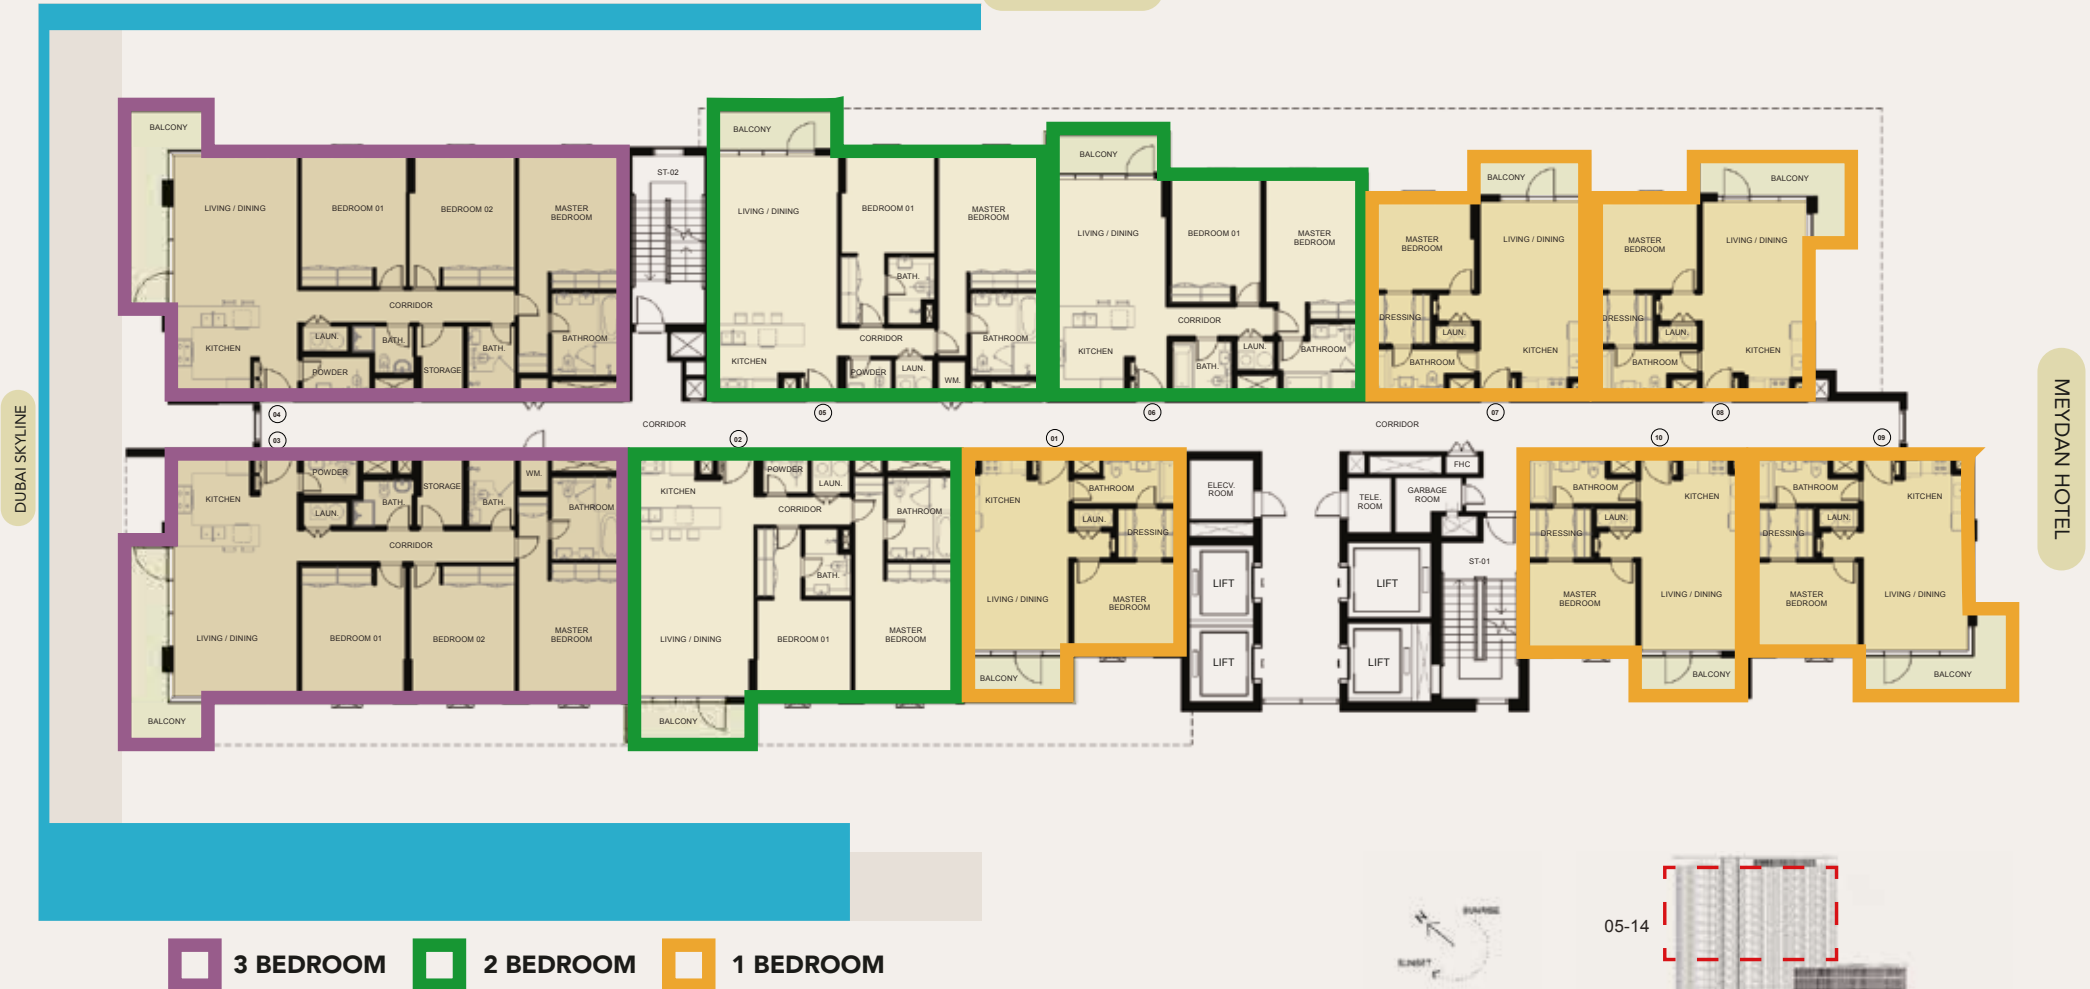 DUBAI SKYLINE
MEYDAN HOTEL
BALCONY
LIVING / DINING
BEDROOM 01
BEDROOM 02
MASTER
BEDROOM
CORRIDOR
KITCHEN
LAUN.
BATH.
POWDER
STORAGE
BATH.
BATHROOM
04
ST-02
BALCONY
LIVING / DINING
BEDROOM 01
MASTER
BEDROOM
BATH.
CORRIDOR
BATHROOM
KITCHEN
POWDER
LAUN.
WM.
05
BALCONY
LIVING / DINING
BEDROOM 01
MASTER
BEDROOM
CORRIDOR
KITCHEN
BATH.
LAUN.
BATHROOM
06
BALCONY
MASTER
BEDROOM
LIVING / DINING
DRESSING
LAUN.
BATHROOM
KITCHEN
07
BALCONY
MASTER
BEDROOM
LIVING / DINING
DRESSING
LAUN.
BATHROOM
KITCHEN
08
CORRIDOR
CORRIDOR
03
KITCHEN
POWDER
LAUN.
BATH.
STORAGE
BATH.
WM.
BATHROOM
CORRIDOR
LIVING / DINING
BEDROOM 01
BEDROOM 02
MASTER
BEDROOM
BALCONY
02
KITCHEN
POWDER
LAUN.
CORRIDOR
BATHROOM
BATH.
LIVING / DINING
BEDROOM 01
MASTER
BEDROOM
BALCONY
01
KITCHEN
BATHROOM
LAUN.
DRESSING
LIVING / DINING
MASTER
BEDROOM
BALCONY
ELECV.
ROOM
LIFT
LIFT
TELE.
ROOM
GARBAGE
ROOM
FHC
LIFT
LIFT
ST-01
10
BATHROOM
KITCHEN
LAUN.
DRESSING
MASTER
BEDROOM
LIVING / DINING
BALCONY
09
BATHROOM
KITCHEN
LAUN.
DRESSING
MASTER
BEDROOM
LIVING / DINING
BALCONY
N
SUNRISE
SUNSET
05-14
3 BEDROOM
2 BEDROOM
1 BEDROOM